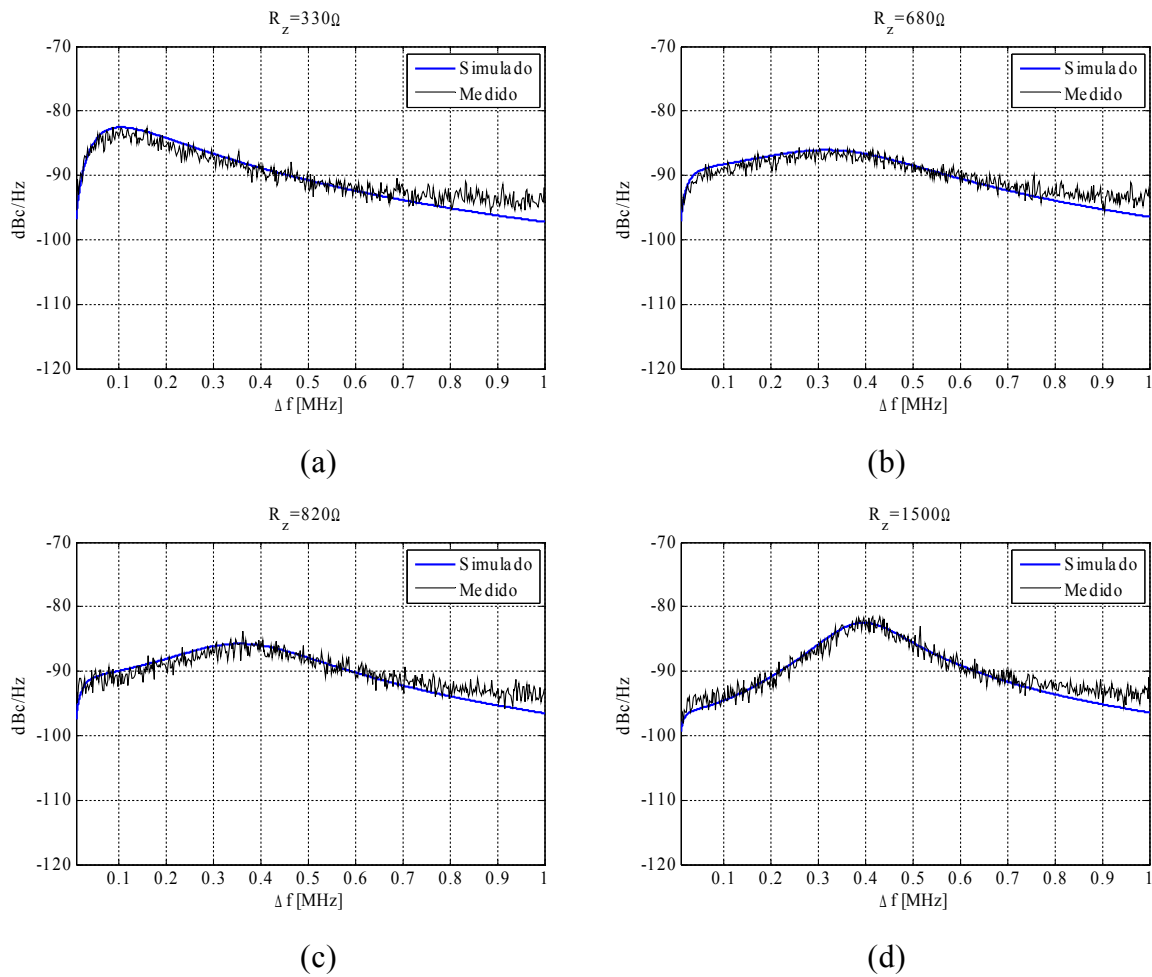 R_z=330Ω
-70
-80
-90
-100
-110
-120
dBc/Hz
Simulado
Medido
0.1 0.2 0.3 0.4 0.5 0.6 0.7 0.8 0.9 1
Δ f [MHz]
(a)
R_z=680Ω
-70
-80
-90
-100
-110
-120
dBc/Hz
Simulado
Medido
0.1 0.2 0.3 0.4 0.5 0.6 0.7 0.8 0.9 1
Δ f [MHz]
(b)
R_z=820Ω
-70
-80
-90
-100
-110
-120
dBc/Hz
Simulado
Medido
0.1 0.2 0.3 0.4 0.5 0.6 0.7 0.8 0.9 1
Δ f [MHz]
(c)
R_z=1500Ω
-70
-80
-90
-100
-110
-120
dBc/Hz
Simulado
Medido
0.1 0.2 0.3 0.4 0.5 0.6 0.7 0.8 0.9 1
Δ f [MHz]
(d)